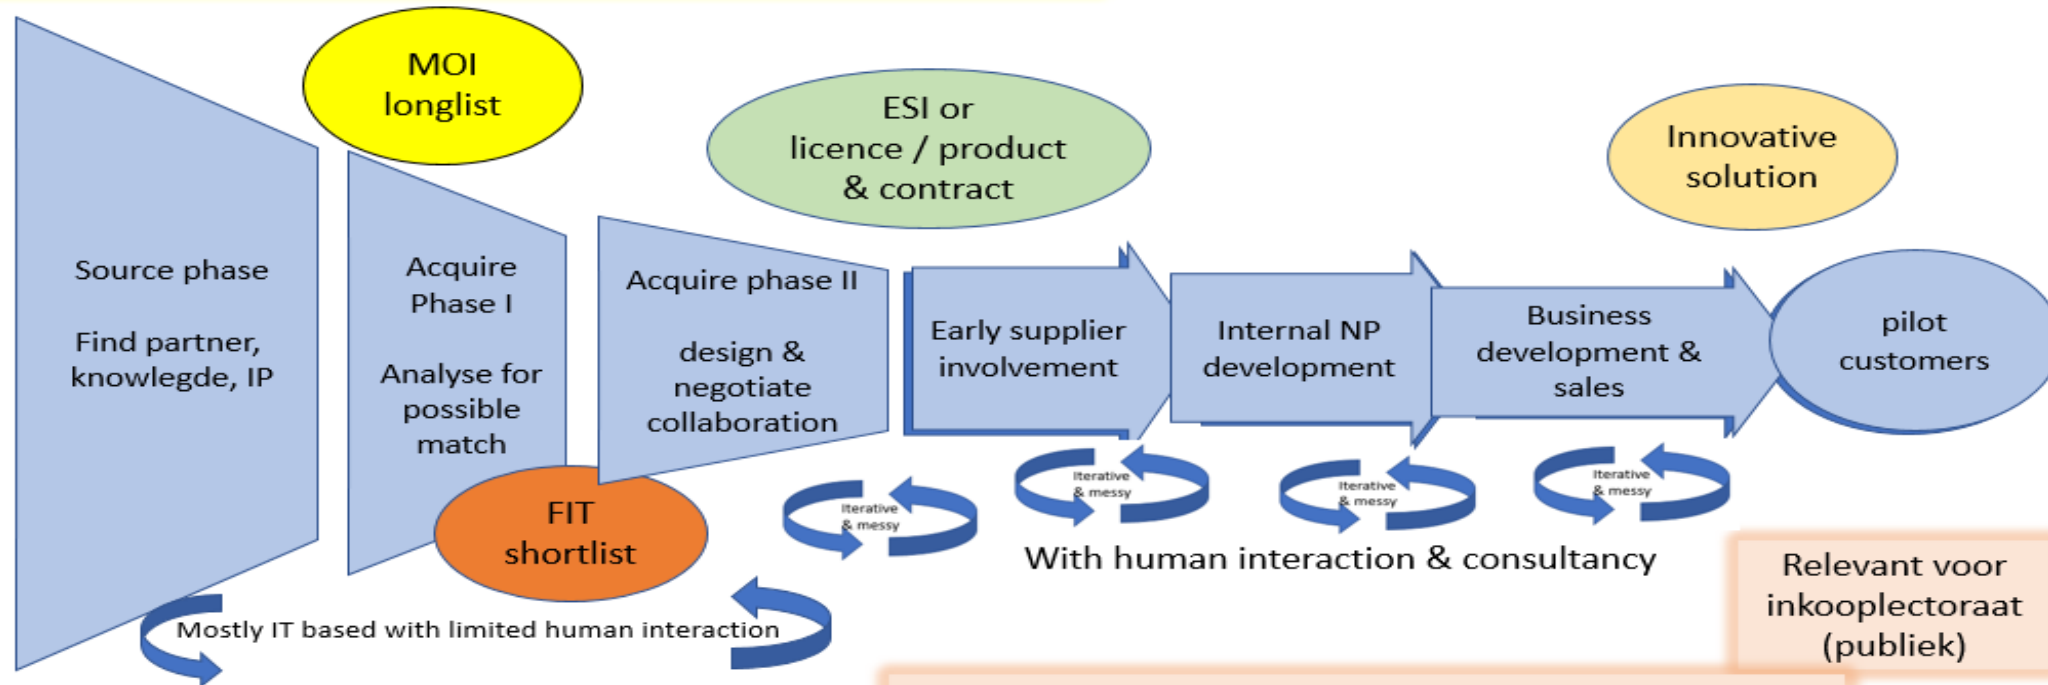 MOI
longlist
ESI or
licence / product
& contract
Innovative
solution
Source phase
Find partner,
knowlegde, IP
Acquire
Phase I
Analyse for
possible
match
Acquire phase II
design &
negotiate
collaboration
Early supplier
involvement
Internal NP
development
Business
development &
sales
pilot
customers
FIT
shortlist
Iterative
& messy
Iterative
& messy
Iterative
& messy
Iterative
& messy
With human interaction & consultancy
Mostly IT based with limited human interaction
Relevant voor
inkooplectoraat
(publiek)